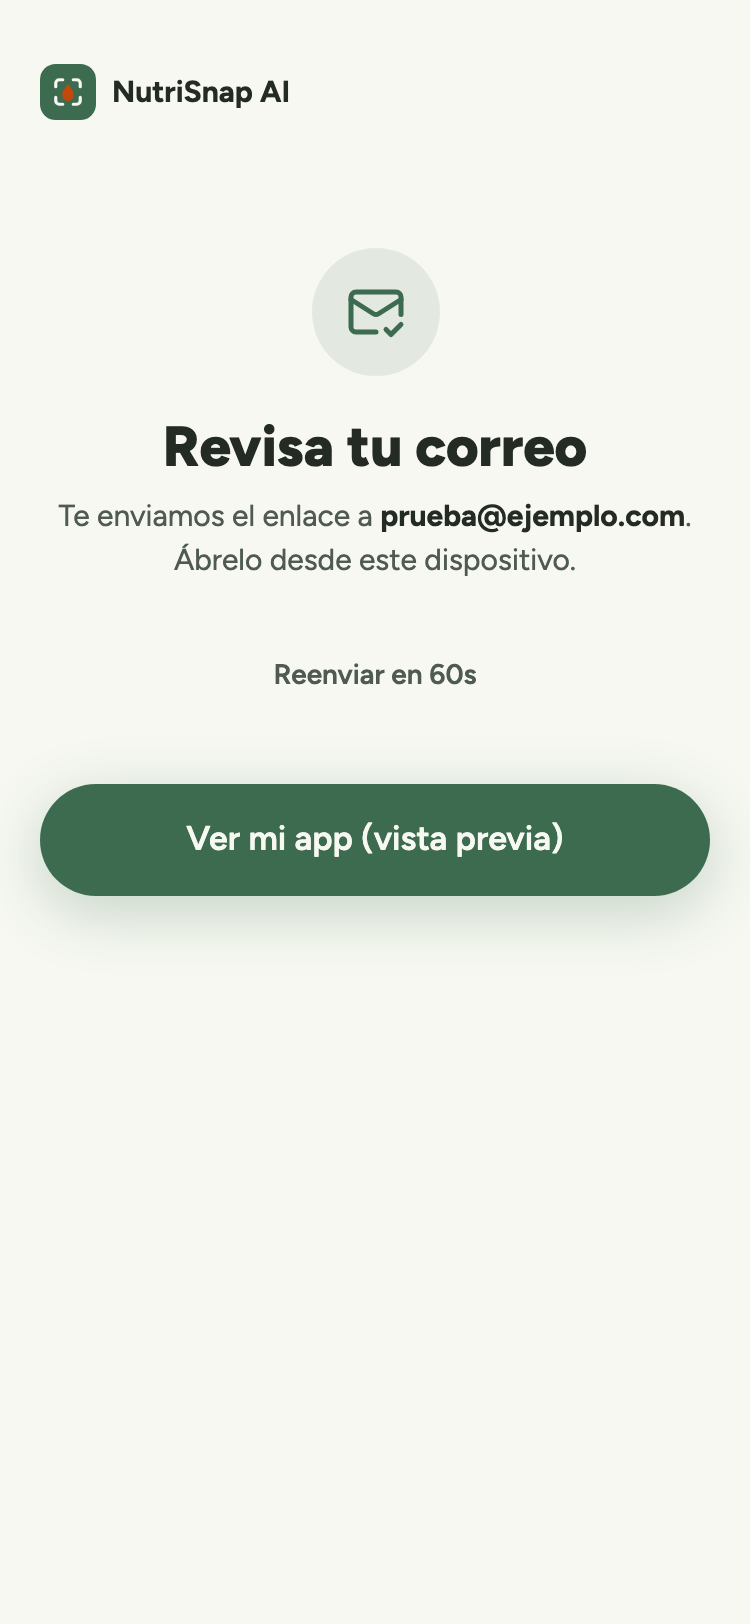 NutriSnap AI
Revisa tu correo
Te enviamos el enlace a prueba@ejemplo.com.
Ábrelo desde este dispositivo.
Reenviar en 60s
Ver mi app (vista previa)